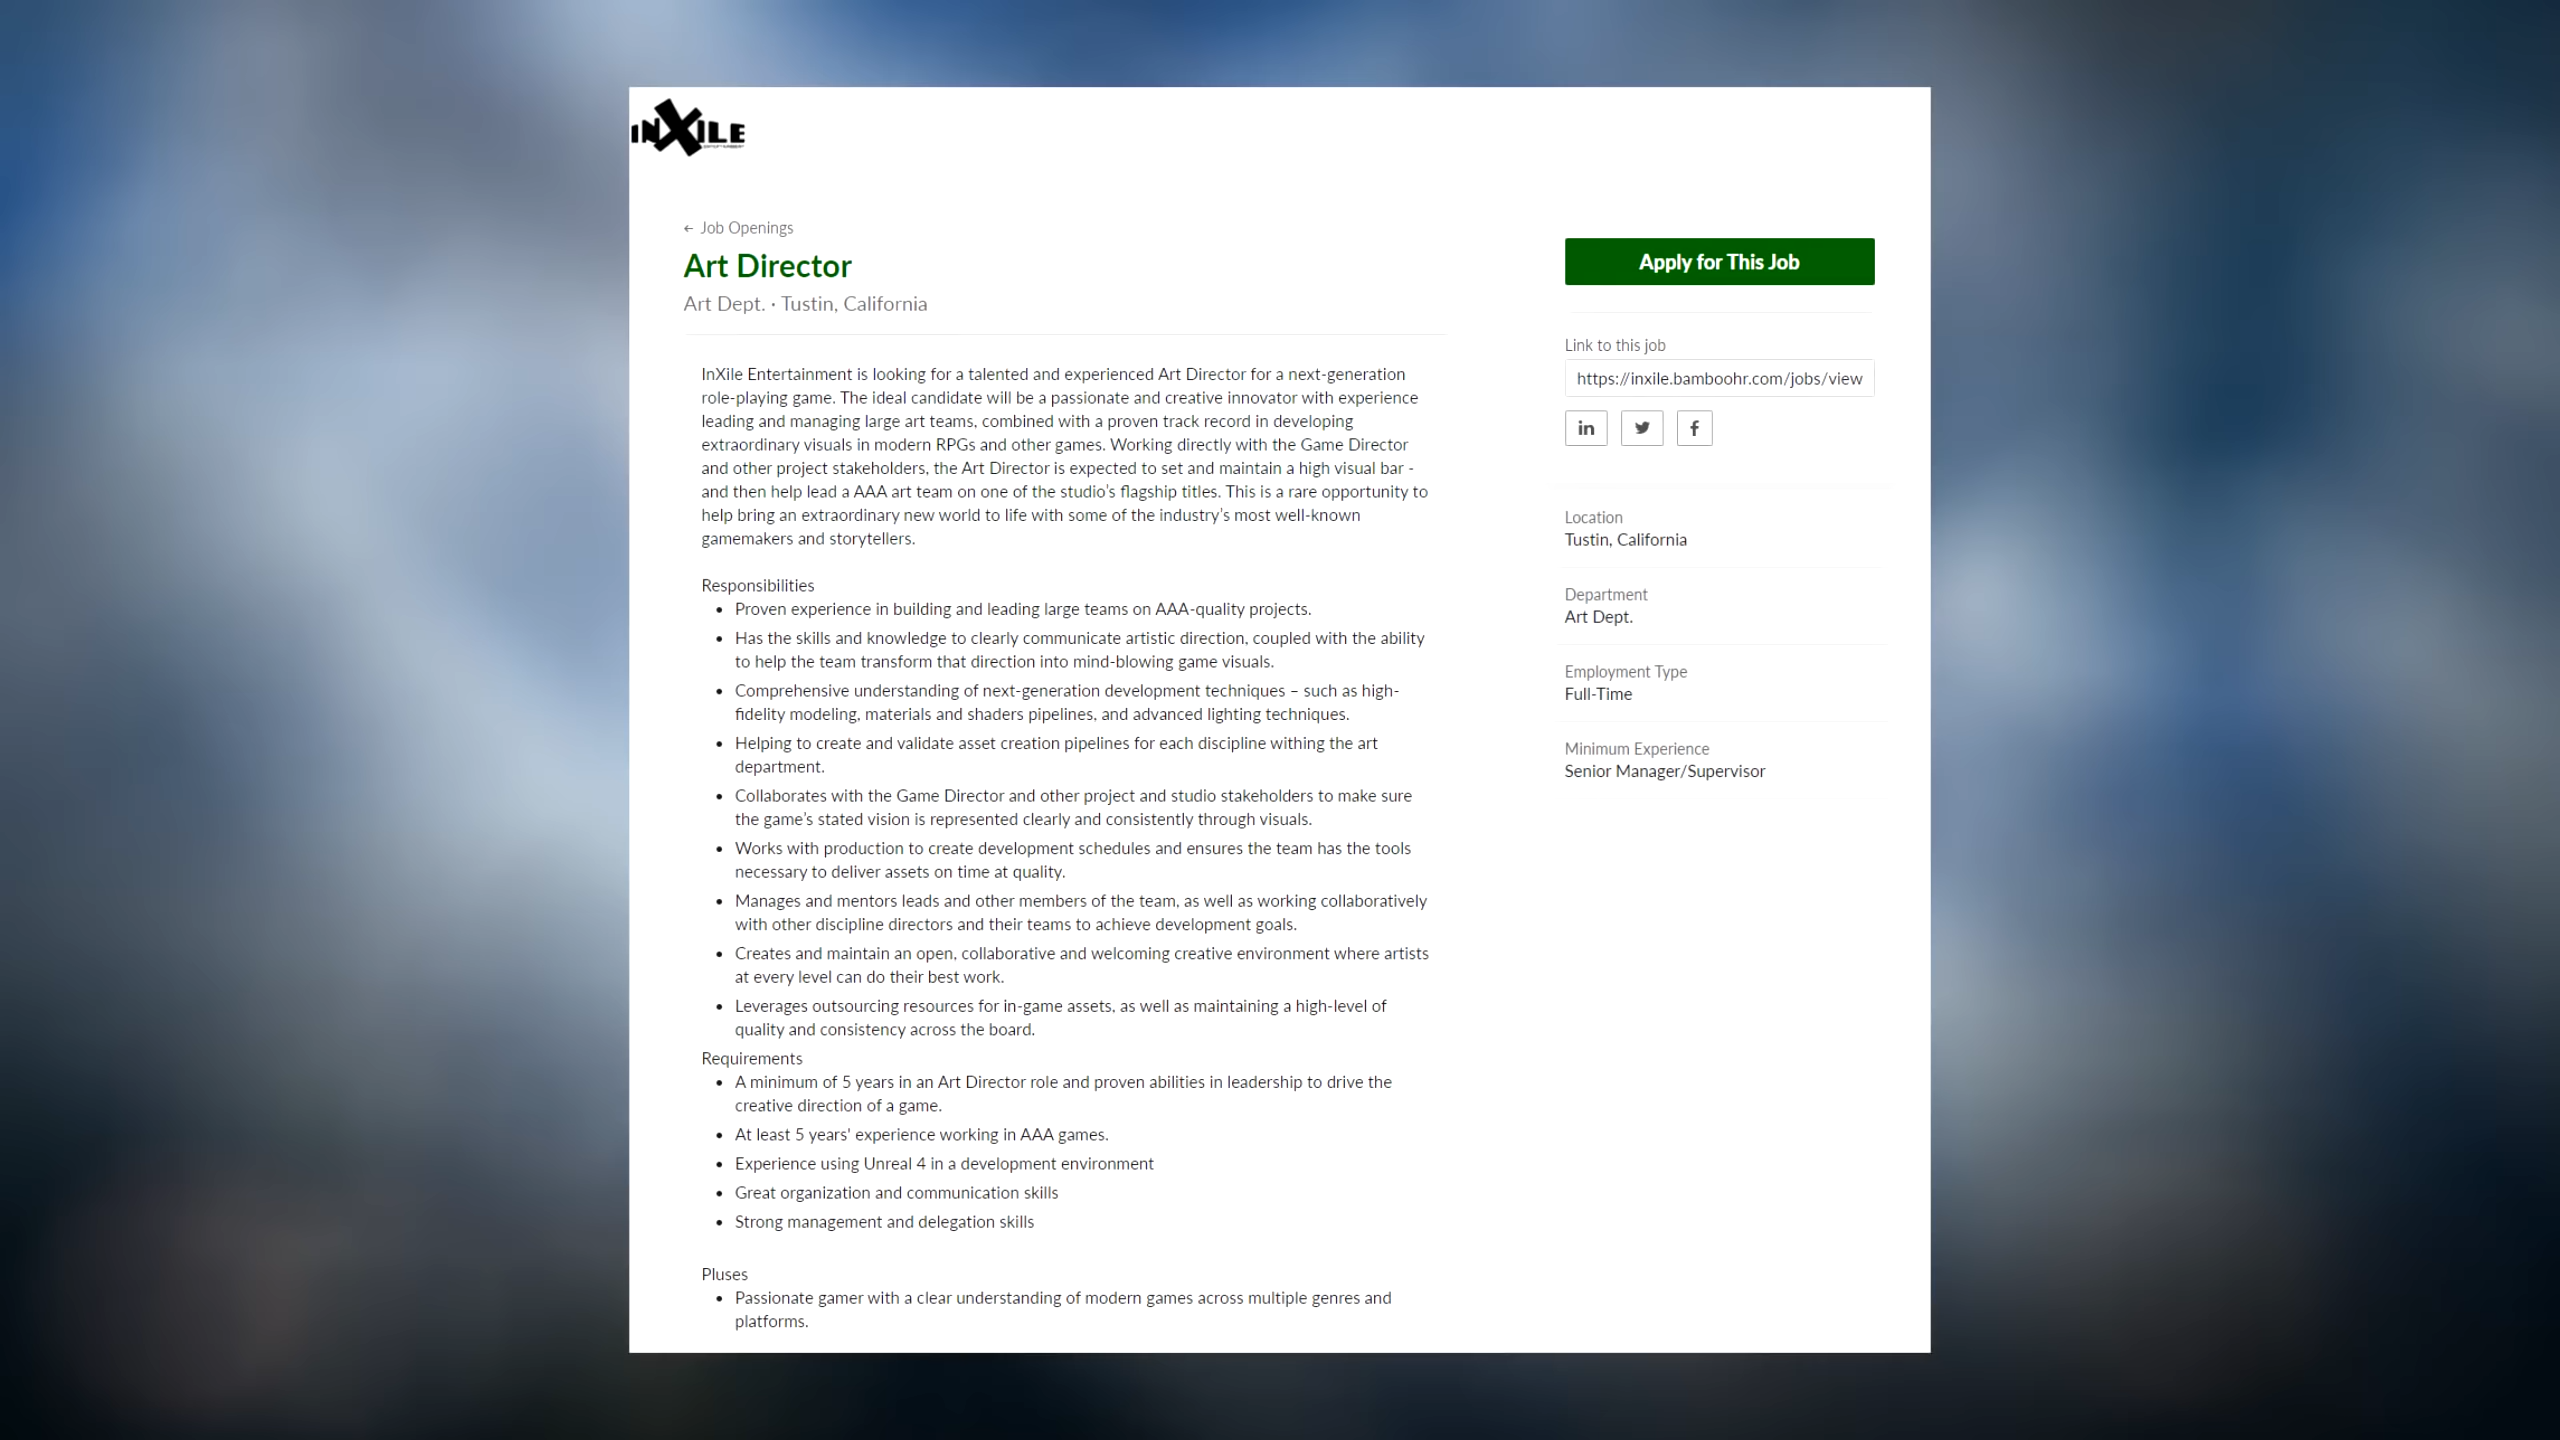 INXILE
← Job Openings
Art Director
Art Dept. · Tustin, California
InXile Entertainment is looking for a talented and experienced Art Director for a next-generation
role-playing game. The ideal candidate will be a passionate and creative innovator with experience
leading and managing large art teams, combined with a proven track record in developing
extraordinary visuals in modern RPGs and other games. Working directly with the Game Director
and other project stakeholders, the Art Director is expected to set and maintain a high visual bar -
and then help lead a AAA art team on one of the studio's flagship titles. This is a rare opportunity to
help bring an extraordinary new world to life with some of the industry's most well-known
gamemakers and storytellers.
Responsibilities
• Proven experience in building and leading large teams on AAA-quality projects.
• Has the skills and knowledge to clearly communicate artistic direction, coupled with the ability
to help the team transform that direction into mind-blowing game visuals.
• Comprehensive understanding of next-generation development techniques – such as high-
fidelity modeling, materials and shaders pipelines, and advanced lighting techniques.
• Helping to create and validate asset creation pipelines for each discipline withing the art
department.
• Collaborates with the Game Director and other project and studio stakeholders to make sure
the game's stated vision is represented clearly and consistently through visuals.
• Works with production to create development schedules and ensures the team has the tools
necessary to deliver assets on time at quality.
• Manages and mentors leads and other members of the team, as well as working collaboratively
with other discipline directors and their teams to achieve development goals.
• Creates and maintain an open, collaborative and welcoming creative environment where artists
at every level can do their best work.
• Leverages outsourcing resources for in-game assets, as well as maintaining a high-level of
quality and consistency across the board.
Requirements
• A minimum of 5 years in an Art Director role and proven abilities in leadership to drive the
creative direction of a game.
• At least 5 years' experience working in AAA games.
• Experience using Unreal 4 in a development environment
• Great organization and communication skills
• Strong management and delegation skills
Pluses
• Passionate gamer with a clear understanding of modern games across multiple genres and
platforms.
Apply for This Job
Link to this job
https://inxile.bamboohr.com/jobs/view
in
f
Location
Tustin, California
Department
Art Dept.
Employment Type
Full-Time
Minimum Experience
Senior Manager/Supervisor